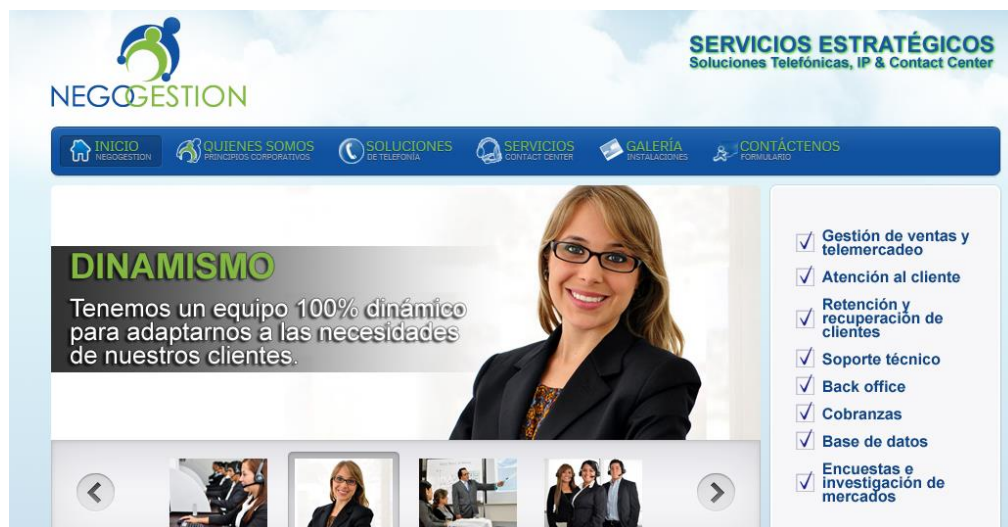 NEGOGESTION
SERVICIOS ESTRATÉGICOS
Soluciones Telefónicas, IP & Contact Center
INICIO
NEGOGESTION
QUIENES SOMOS
PRINCIPIOS CORPORATIVOS
SOLUCIONES
DE TELEFONÍA
SERVICIOS
CONTACT CENTER
GALERÍA
INSTALACIONES
CONTÁCTENOS
FORMULARIO
DINAMISMO
Tenemos un equipo 100% dinámico
para adaptarnos a las necesidades
de nuestros clientes.
Gestión de ventas y
telemercadeo
Atención al cliente
Retención y
recuperación de
clientes
Soporte técnico
Back office
Cobranzas
Base de datos
Encuestas e
investigación de
mercados